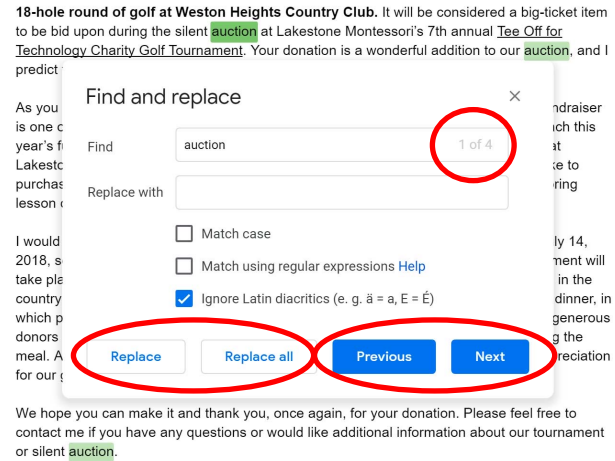 18-hole round of golf at Weston Heights Country Club. It will be considered a big-ticket item
to be bid upon during the silent auction at Lakestone Montessori's 7th annual Tee Off for
Technology Charity Golf Tournament. Your donation is a wonderful addition to our auction, and I
predict
Find and replace
Find auction 1 of 4
Replace with
Match case
Match using regular expressions Help
Ignore Latin diacritics (e. g. ä = a, E = É)
Replace Replace all Previous Next
As you ndraiser
is one ch this
year's at
Lakesto ke to
purchas ring
lesson
I would ly 14,
2018, s ment will
take pla in the
country dinner, in
which p generous
donors g the
meal. A reciation
for our
We hope you can make it and thank you, once again, for your donation. Please feel free to
contact me if you have any questions or would like additional information about our tournament
or silent auction.